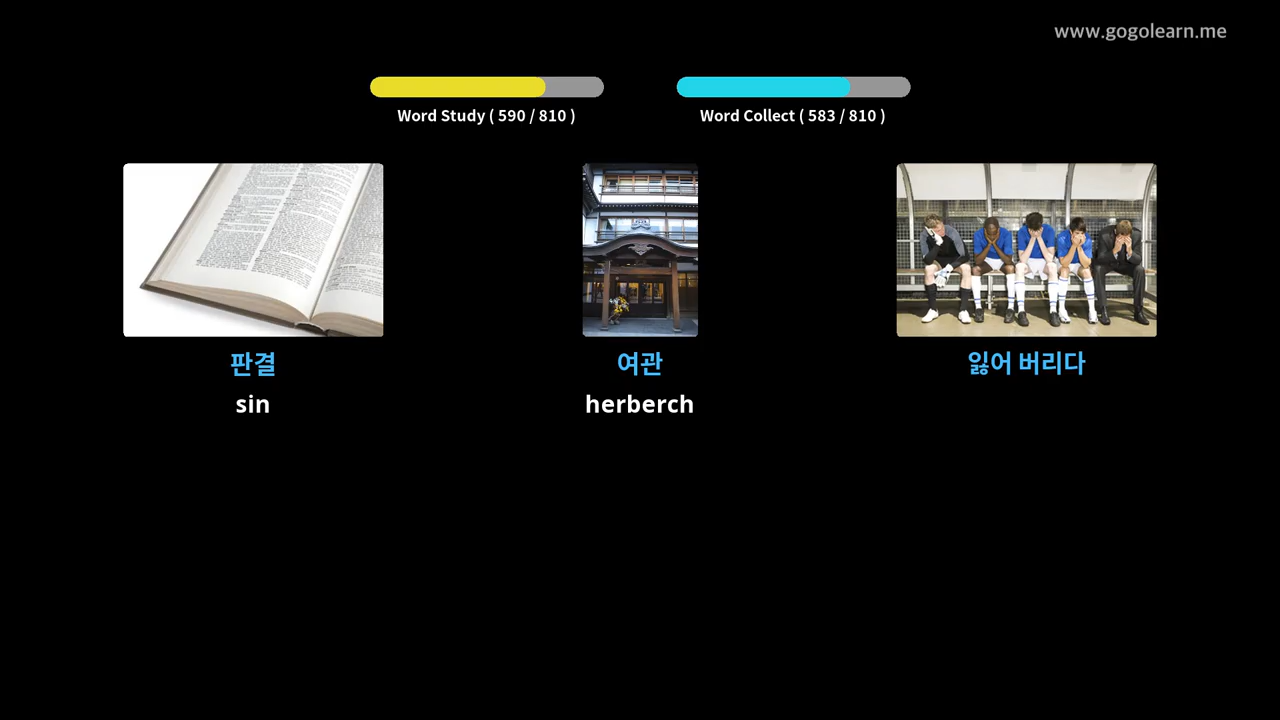 www.gogolearn.me
Word Study ( 590 / 810 )
Word Collect ( 583 / 810 )
판결
여관
잃어 버리다
sin
herberch